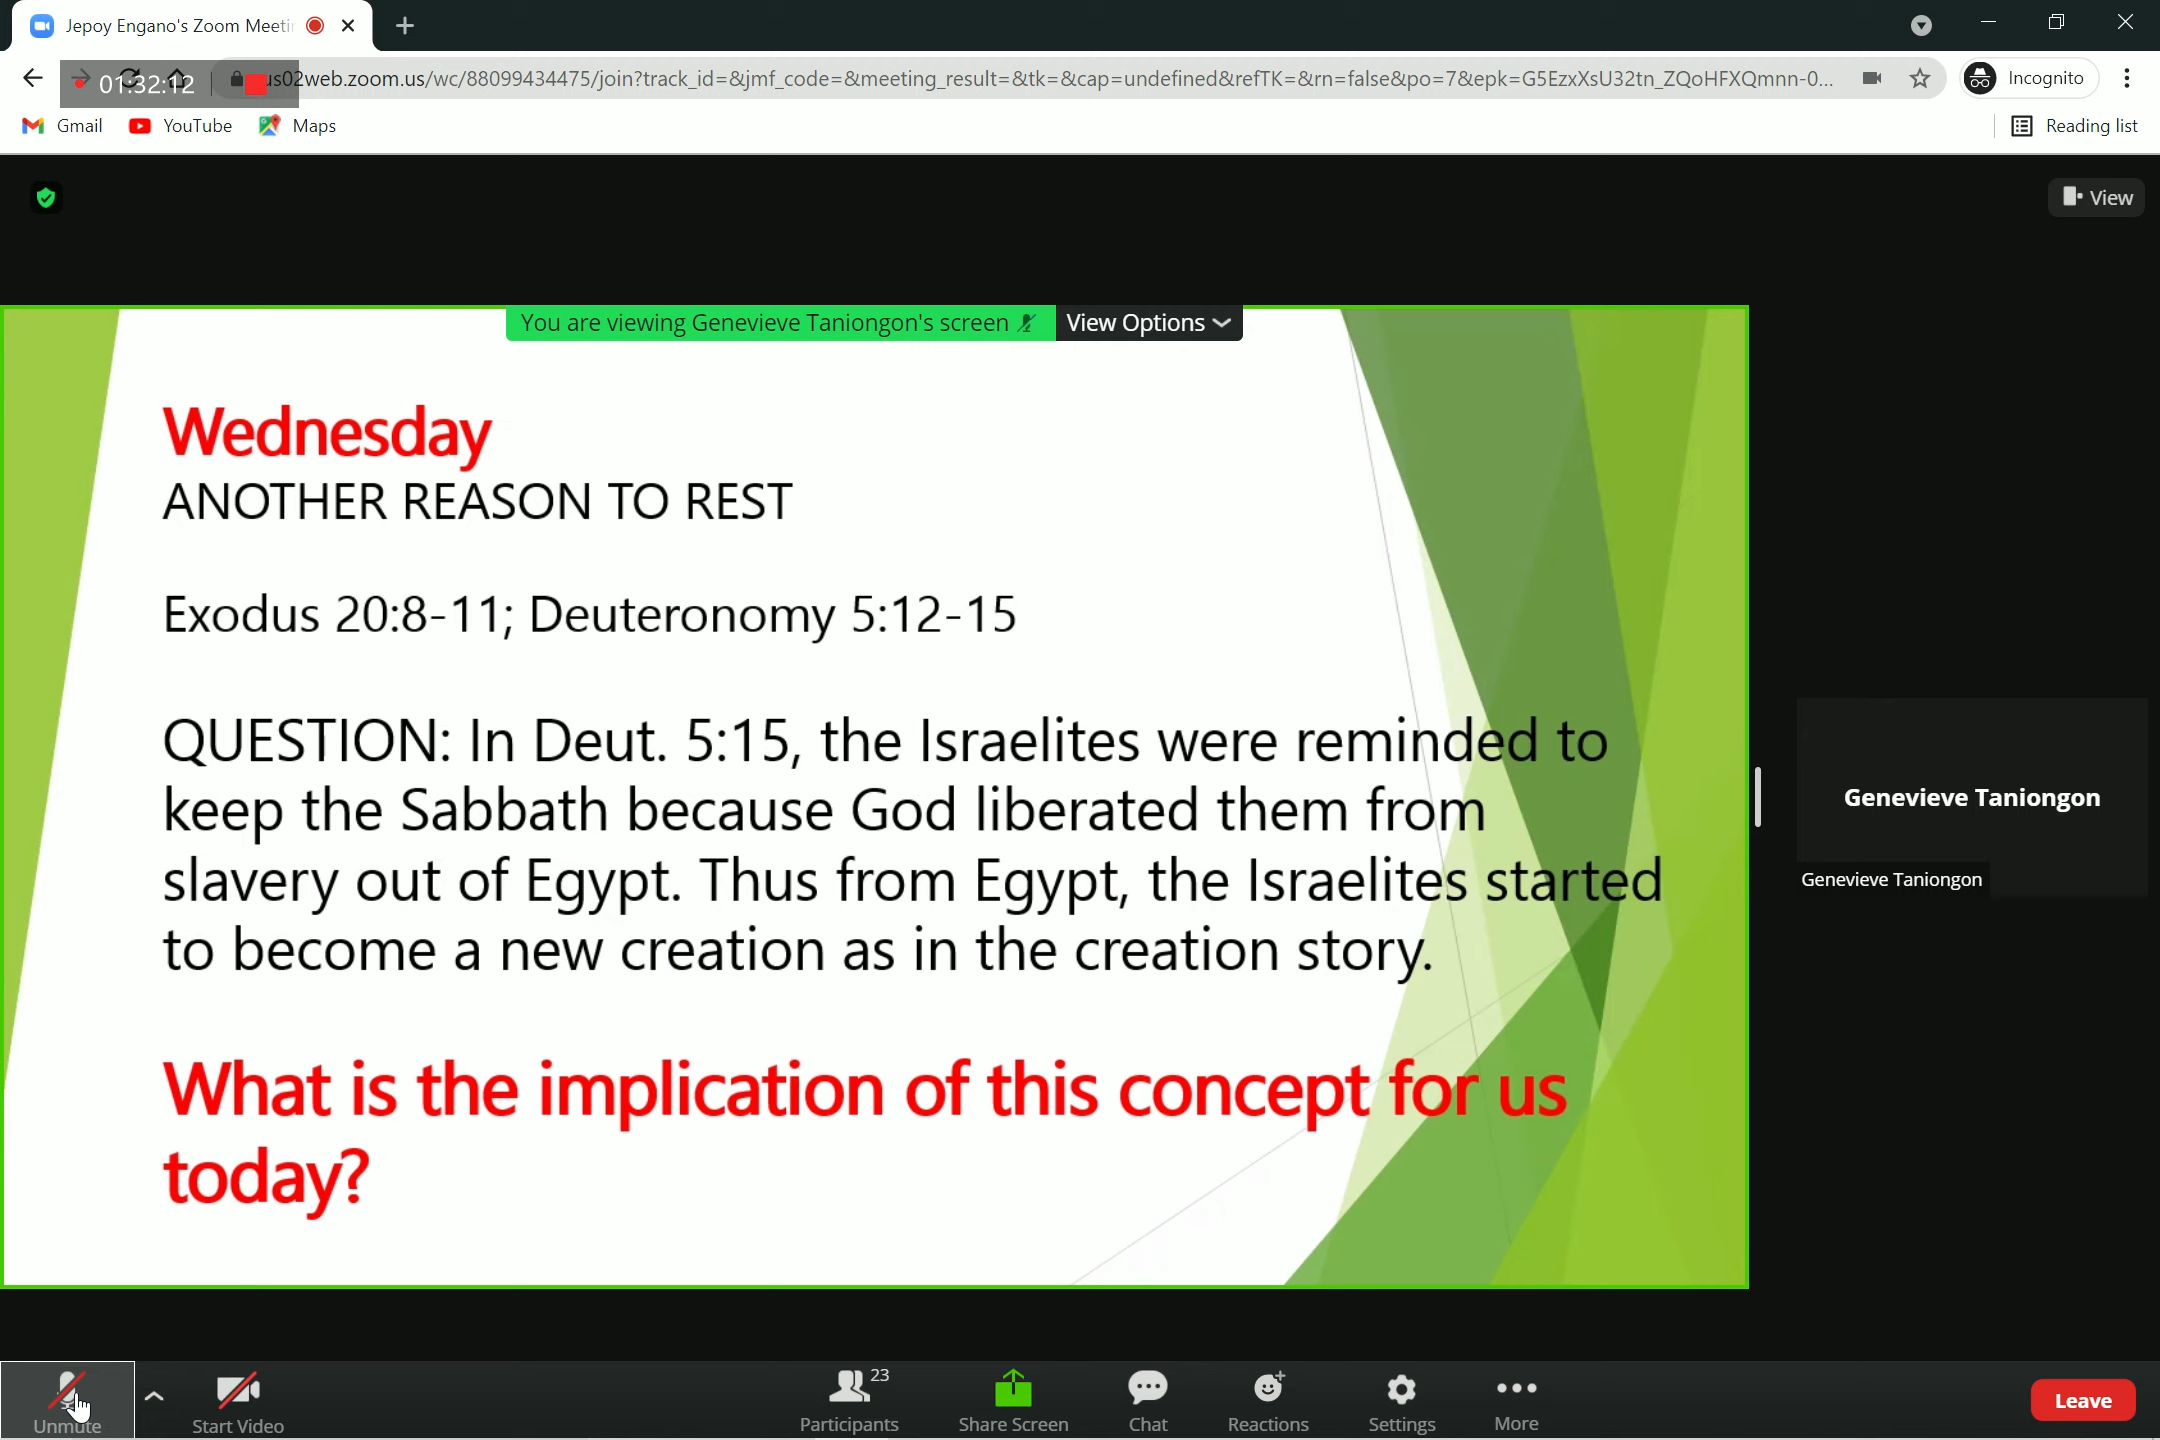 Jepoy Engano's Zoom Meeti
01:32:12
us02web.zoom.us/wc/88099434475/join?track_id=&jmf_code=&meeting_result=&tk=&cap=undefined&refTK=&rn=false&po=7&epk=G5EzxXsU32tn_ZQoHFXQmnn-0...
Incognito
Gmail
YouTube
Maps
Reading list
View
You are viewing Genevieve Taniongon's screen
View Options
Wednesday
ANOTHER REASON TO REST
Exodus 20:8-11; Deuteronomy 5:12-15
QUESTION: In Deut. 5:15, the Israelites were reminded to
keep the Sabbath because God liberated them from
slavery out of Egypt. Thus from Egypt, the Israelites started
to become a new creation as in the creation story.
What is the implication of this concept for us
today?
Genevieve Taniongon
Genevieve Taniongon
Unmute
Start Video
23
Participants
Share Screen
Chat
Reactions
Settings
More
Leave